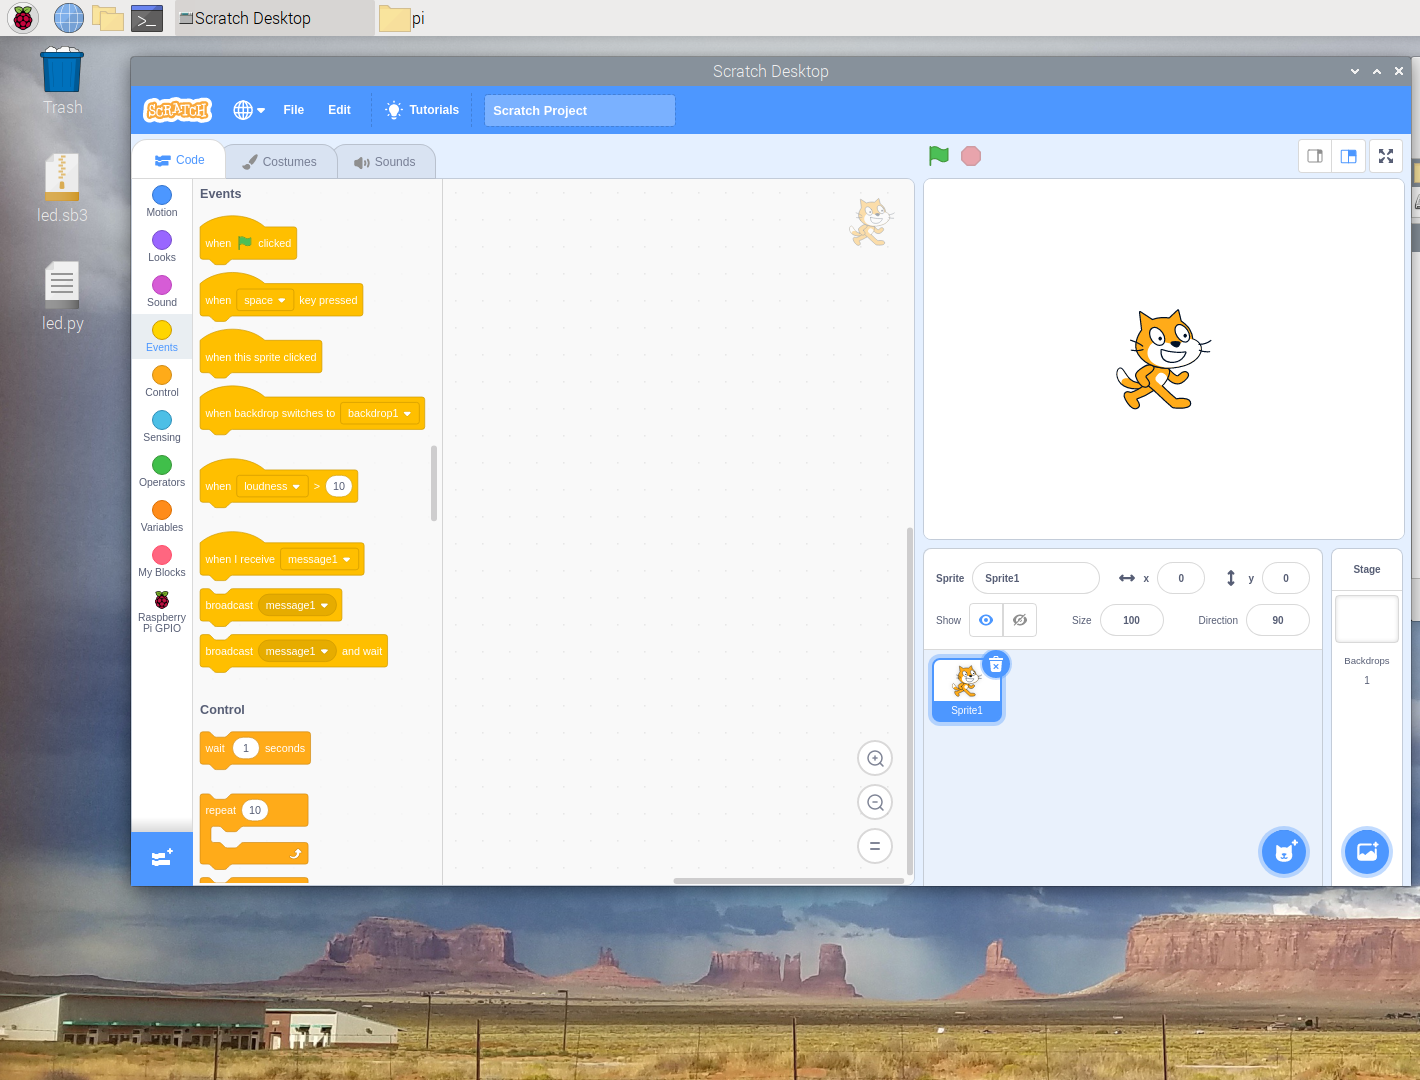 Scratch Desktop
pi
Trash
led.sb3
led.py
Scratch Desktop
SCRATCH
File
Edit
Tutorials
Scratch Project
Code
Costumes
Sounds
Motion
Looks
Sound
Events
Control
Sensing
Operators
Variables
My Blocks
Raspberry
Pi GPIO
Events
when clicked
when space key pressed
when this sprite clicked
when backdrop switches to backdrop1
when loudness > 10
when I receive message1
broadcast message1
broadcast message1 and wait
Control
wait 1 seconds
repeat 10
Sprite Sprite1 x 0 y 0
Show Size 100 Direction 90
Sprite1
Stage
Backdrops
1